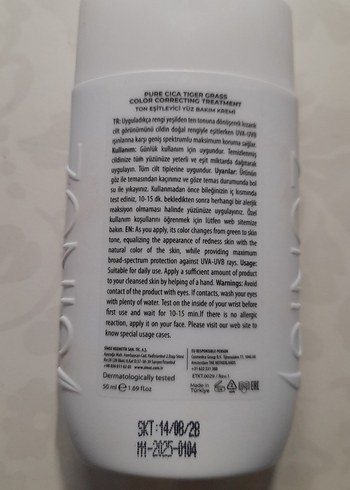 PURE CICA TIGER GRASS
COLOR CORRECTING TREATMENT
TON EŞİTLEYİCİ YÜZ BAKIM KREMİ
TR: Uygulandıkça rengi yeşilden ten tonuna dönüşerek kızarık
cilt görünümünü cildin doğal rengiyle eşitlerken UVA-UVB
ışınlarına karşı geniş spektrumlu maksimum koruma sağlar.
Kullanım: Günlük kullanım için uygundur. Temizlenmiş
cildinize tüm yüzünüze yeterli ve eşit miktarda dağıtarak
uygulayın. Tüm cilt tiplerine uygundur. Uyarılar: Ürünün
göz ile temasından kaçınınız ve göze teması durumunda bol
su ile yıkayınız. Kullanmadan önce bileğinizin iç kısmında
test ediniz, 10-15 dk. bekledikten sonra herhangi bir alerjik
reaksiyon olmaması halinde yüzünüze uygulayınız. Özel
kullanım koşullarını öğrenmek için lütfen web sitemize
bakın. EN: As you apply, its color changes from green to skin
tone, equalizing the appearance of redness skin with the
natural color of the skin, while providing maximum
broad-spectrum protection against UVA-UVB rays. Usage:
Suitable for daily use. Apply a sufficient amount of product
to your cleansed skin by helping of a hand. Warnings: Avoid
contact of the product with eyes. If contacts, wash your eyes
with plenty of water. Test on the inside of your wrist before
first use and wait for 10-15 min.If there is no allergic
reaction, apply it on your face. Please visit our web site to
know special usage cases.
EU RESPONSIBLE PERSON
Dermatologically tested
50 ml ℮ 1.69 fl.oz
Made in
Türkiye
SKT:14/08/28
M1-2025-0104